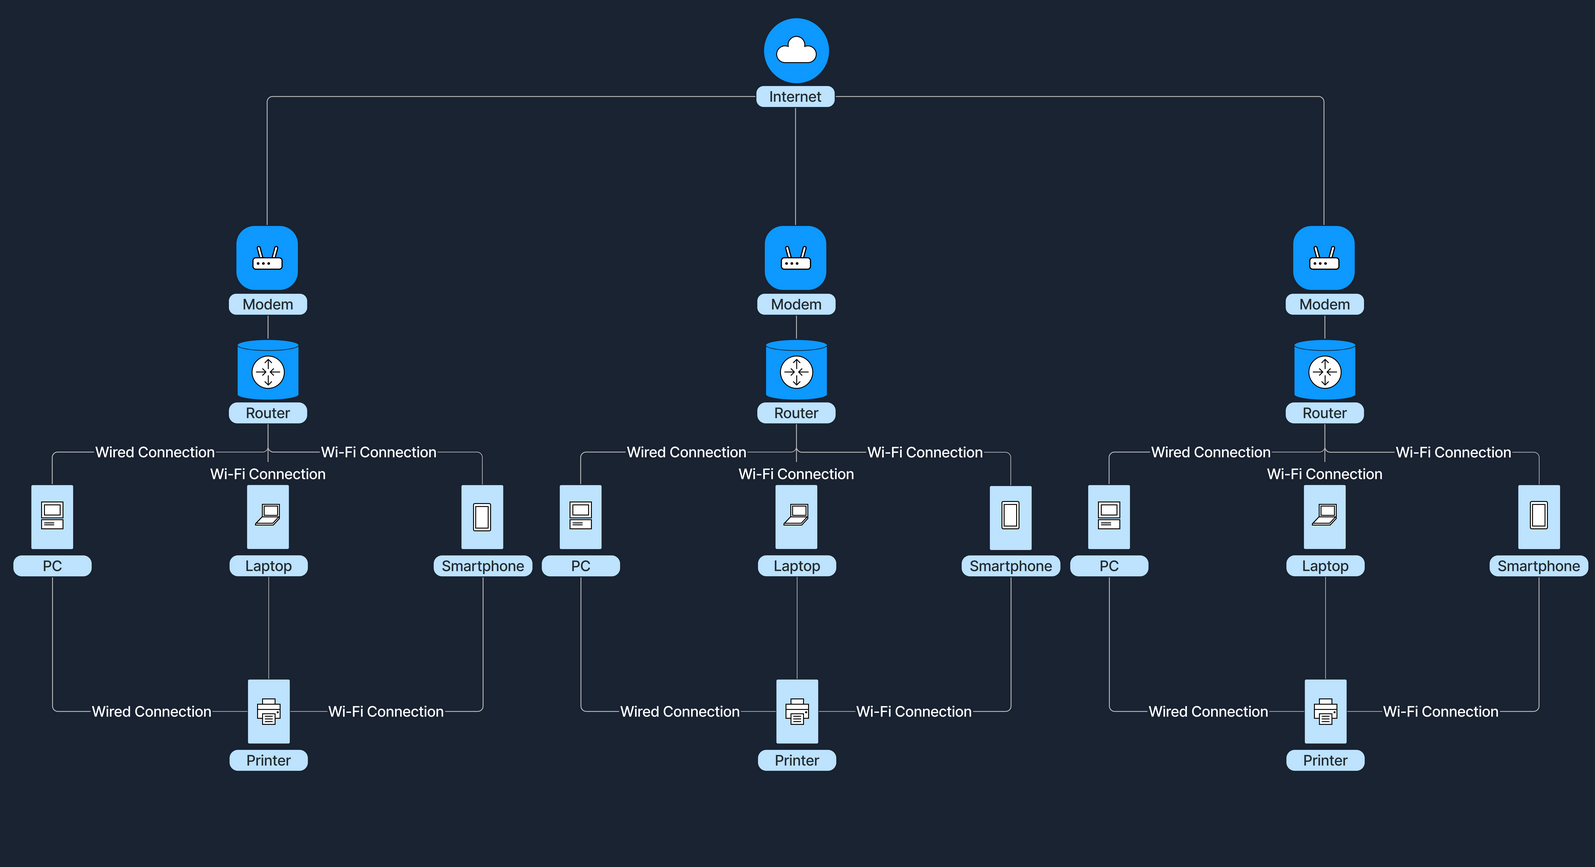 Internet
Modem
Modem
Modem
Router
Router
Router
Wired Connection
Wi-Fi Connection
Wired Connection
Wi-Fi Connection
Wired Connection
Wi-Fi Connection
Wi-Fi Connection
Wi-Fi Connection
Wi-Fi Connection
PC
Laptop
Smartphone
PC
Laptop
Smartphone
PC
Laptop
Smartphone
Wired Connection
Wi-Fi Connection
Wired Connection
Wi-Fi Connection
Wired Connection
Wi-Fi Connection
Printer
Printer
Printer